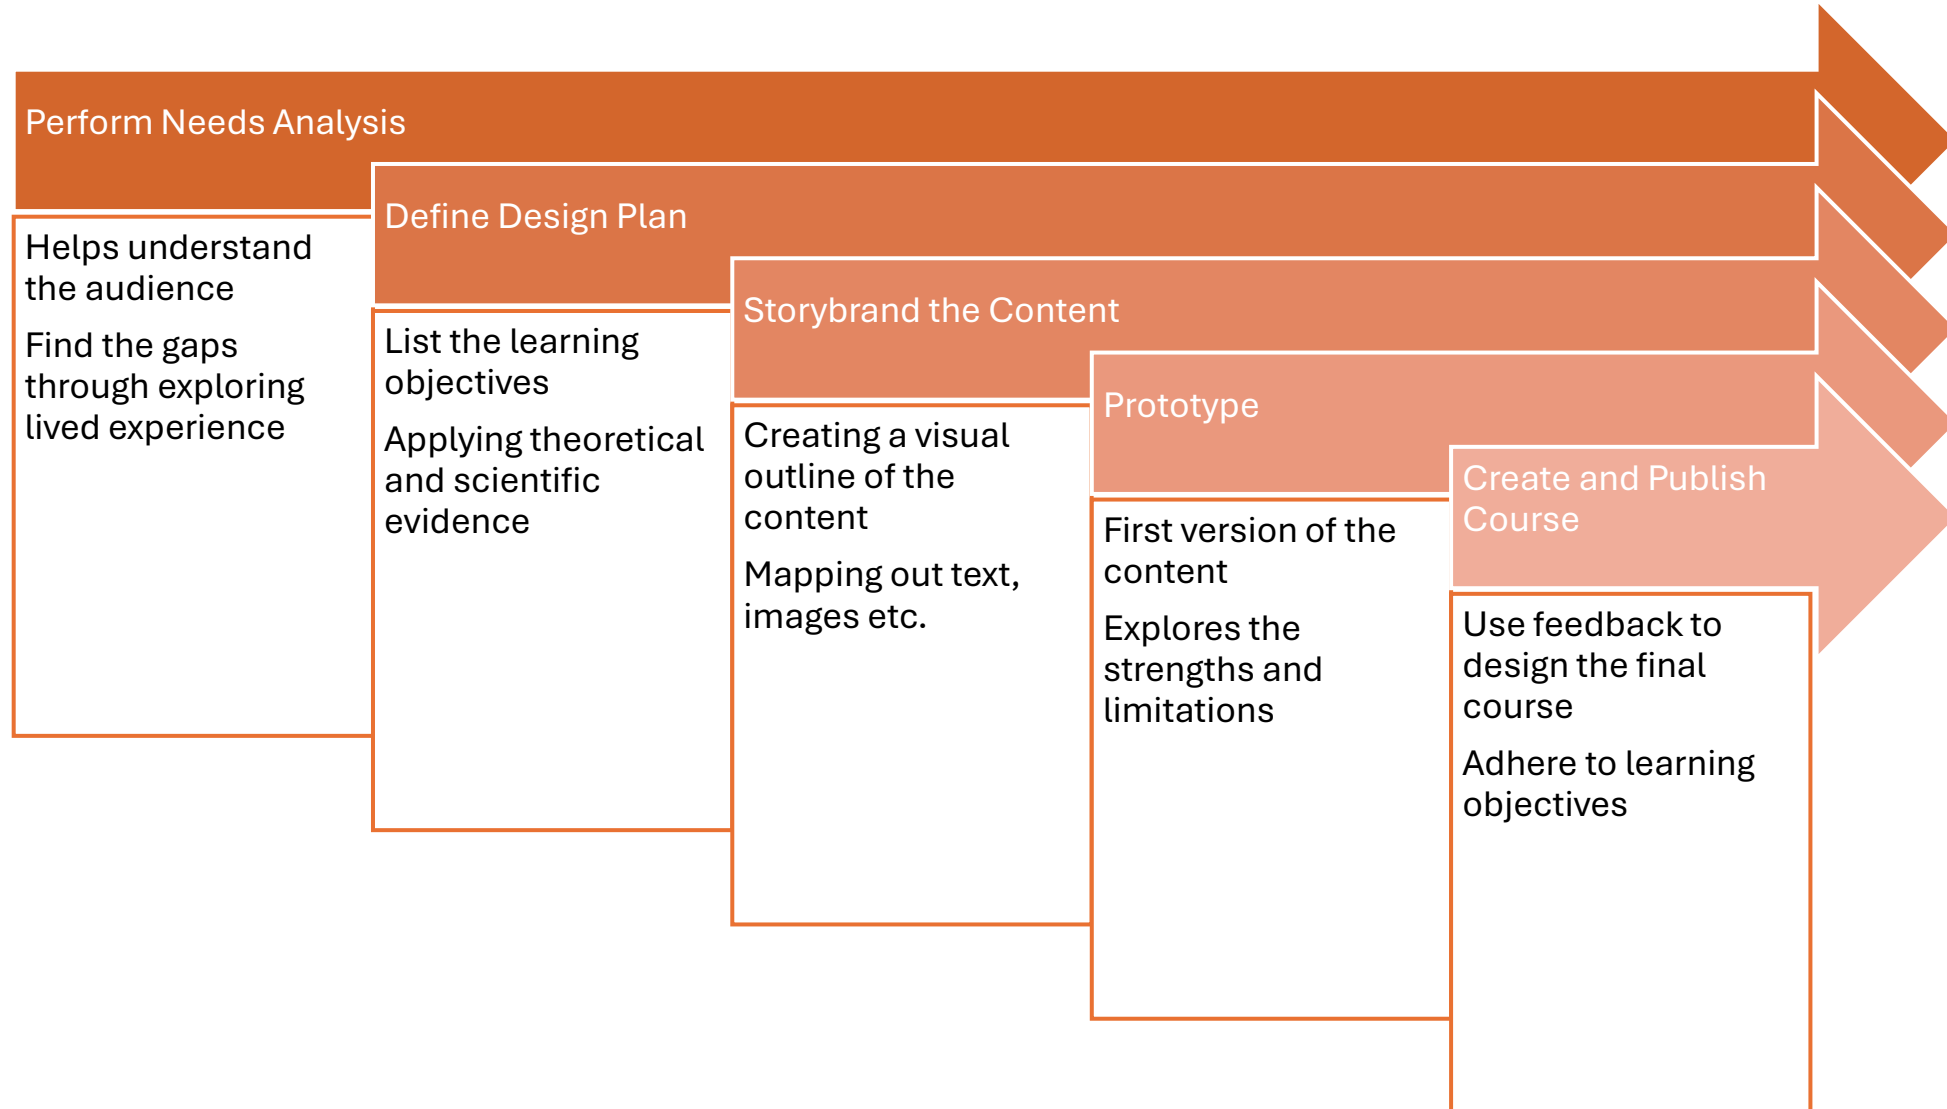 Perform Needs Analysis
Helps understand
the audience
Find the gaps
through exploring
lived experience
Define Design Plan
List the learning
objectives
Applying theoretical
and scientific
evidence
Storybrand the Content
Creating a visual
outline of the
content
Mapping out text,
images etc.
Prototype
First version of the
content
Explores the
strengths and
limitations
Create and Publish
Course
Use feedback to
design the final
course
Adhere to learning
objectives